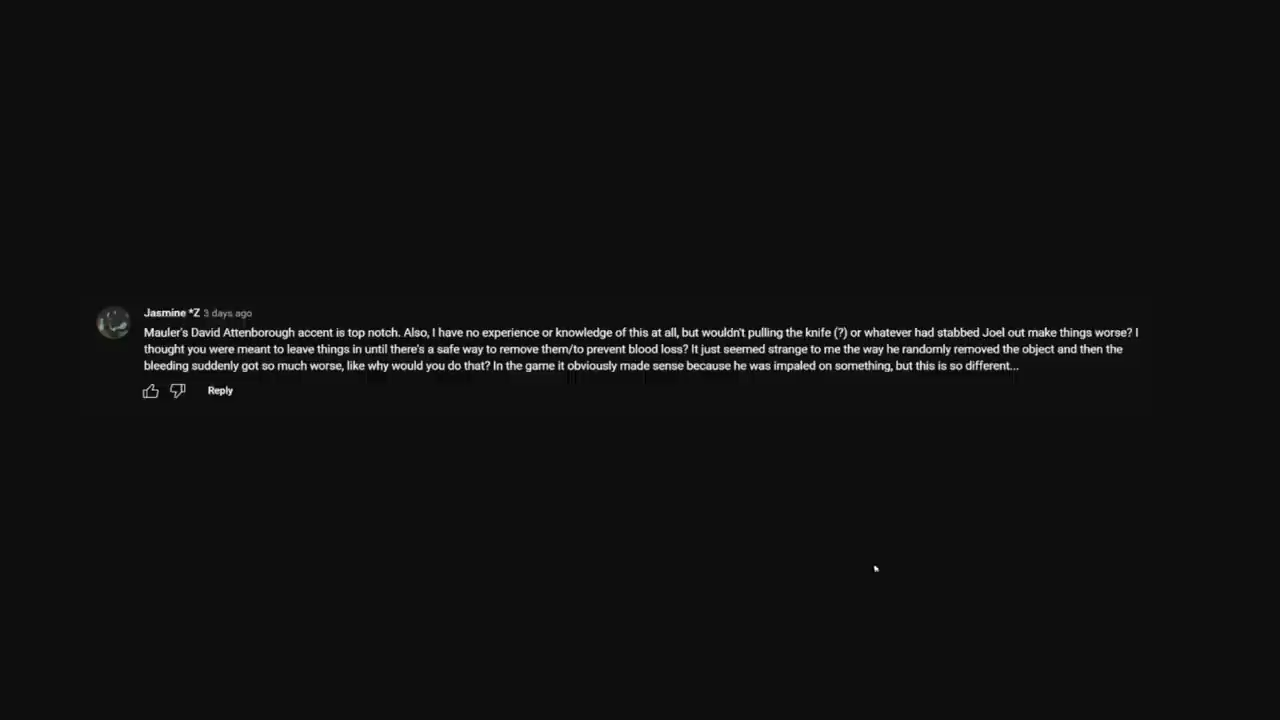 Jasmine *Z 3 days ago
Mauler's David Attenborough accent is top notch. Also, I have no experience or knowledge of this at all, but wouldn't pulling the knife (?) or whatever had stabbed Joel out make things worse? I
thought you were meant to leave things in until there's a safe way to remove them/to prevent blood loss? It just seemed strange to me the way he randomly removed the object and then the
bleeding suddenly got so much worse, like why would you do that? In the game it obviously made sense because he was impaled on something, but this is so different...
Reply